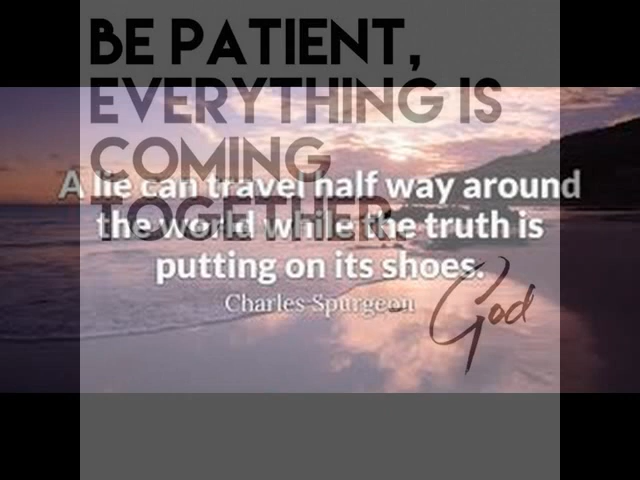 BE PATIENT,
EVERYTHING IS
COMING
TOGETHER.
- God
A lie can travel half way around
the world while the truth is
putting on its shoes.
Charles Spurgeon